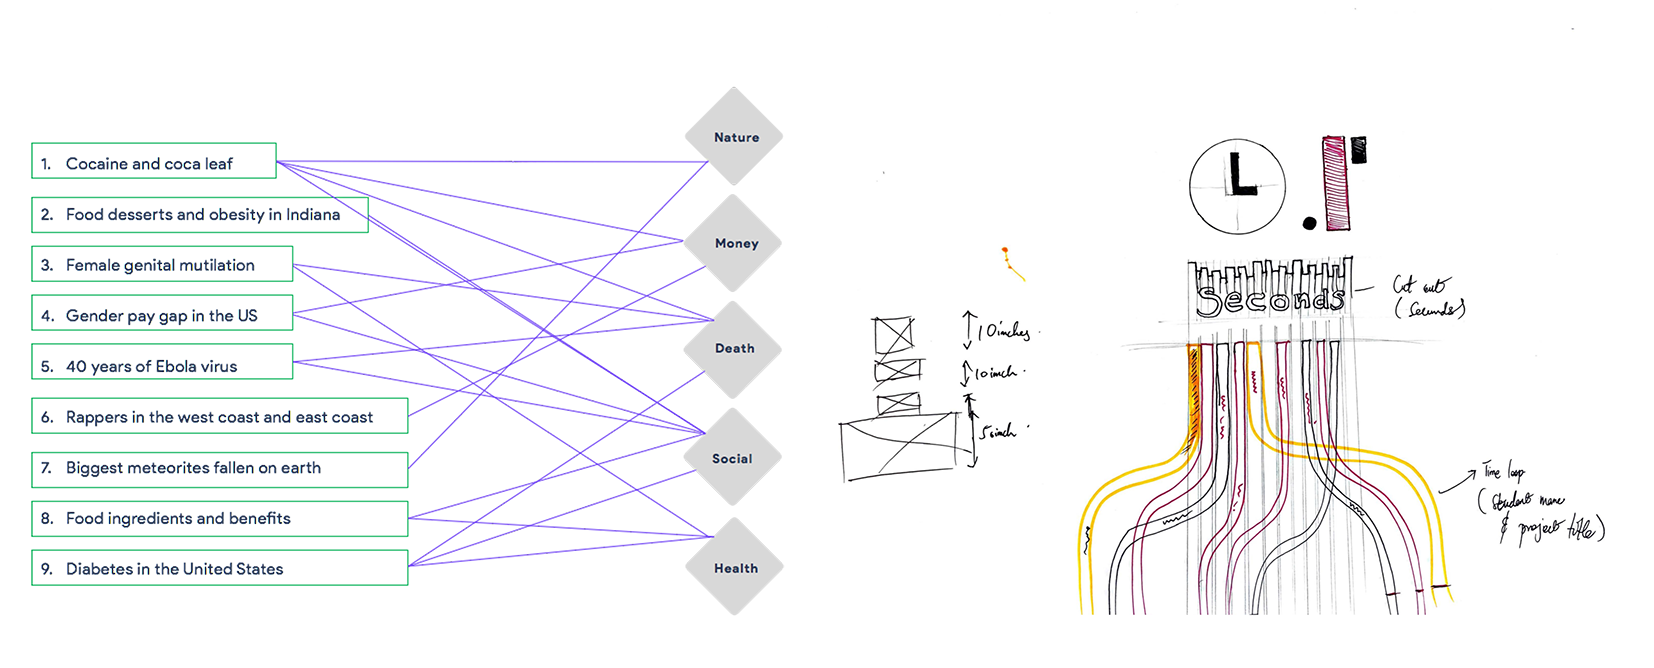 1. Cocaine and coca leaf
2. Food desserts and obesity in Indiana
3. Female genital mutilation
4. Gender pay gap in the US
5. 40 years of Ebola virus
6. Rappers in the west coast and east coast
7. Biggest meteorites fallen on earth
8. Food ingredients and benefits
9. Diabetes in the United States
Nature
Money
Death
Social
Health
10inches
10inch
5inch
Seconds
Cut out
(Seconds)
Time loop
(Student name
& project title)